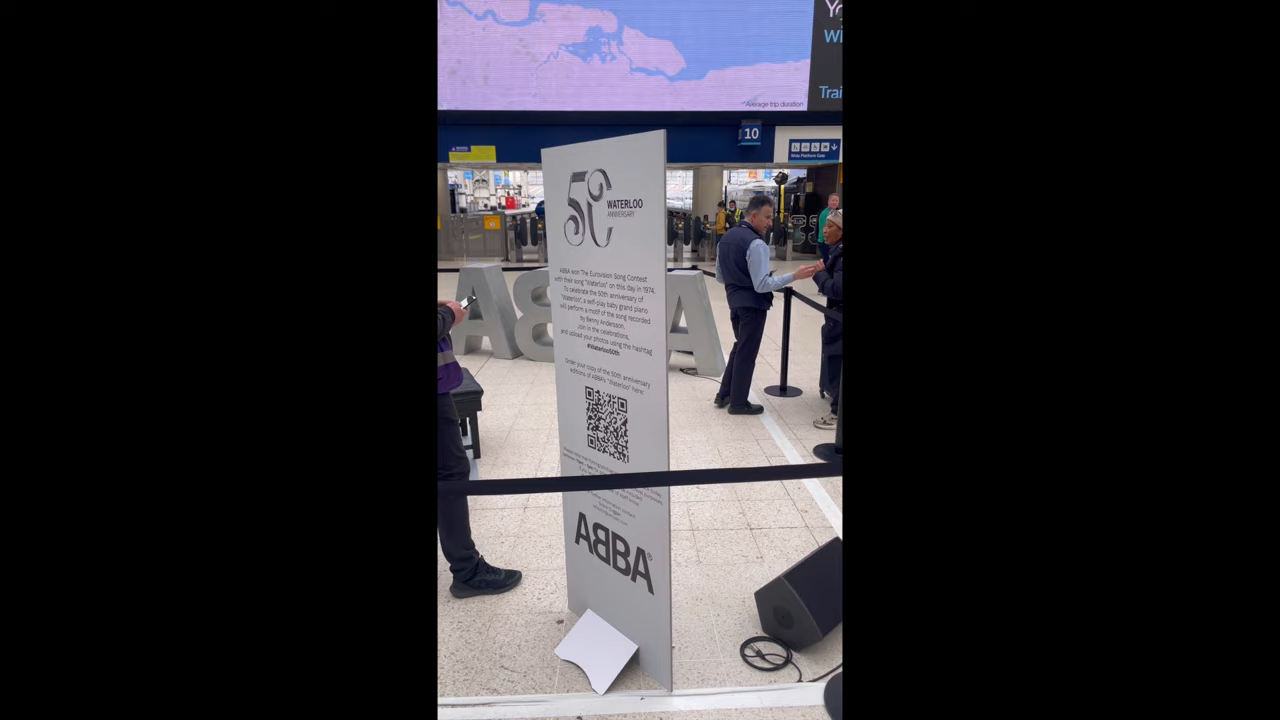 Yo
Wi
*Average trip duration
Trai
10
Wide Platform Gate
50
WATERLOO
ANNIVERSARY
ABBA won The Eurovision Song Contest
with their song "Waterloo" on this day in 1974.
To celebrate the 50th anniversary of
"Waterloo", a self-play baby grand piano
will perform a motif of the song recorded
by Benny Andersson.
Join in the celebrations,
and upload your photos using the hashtag
#Waterloo50th
Order your copy of the 50th anniversary
editions of ABBA's "Waterloo" here:
ABBA®
ABBA